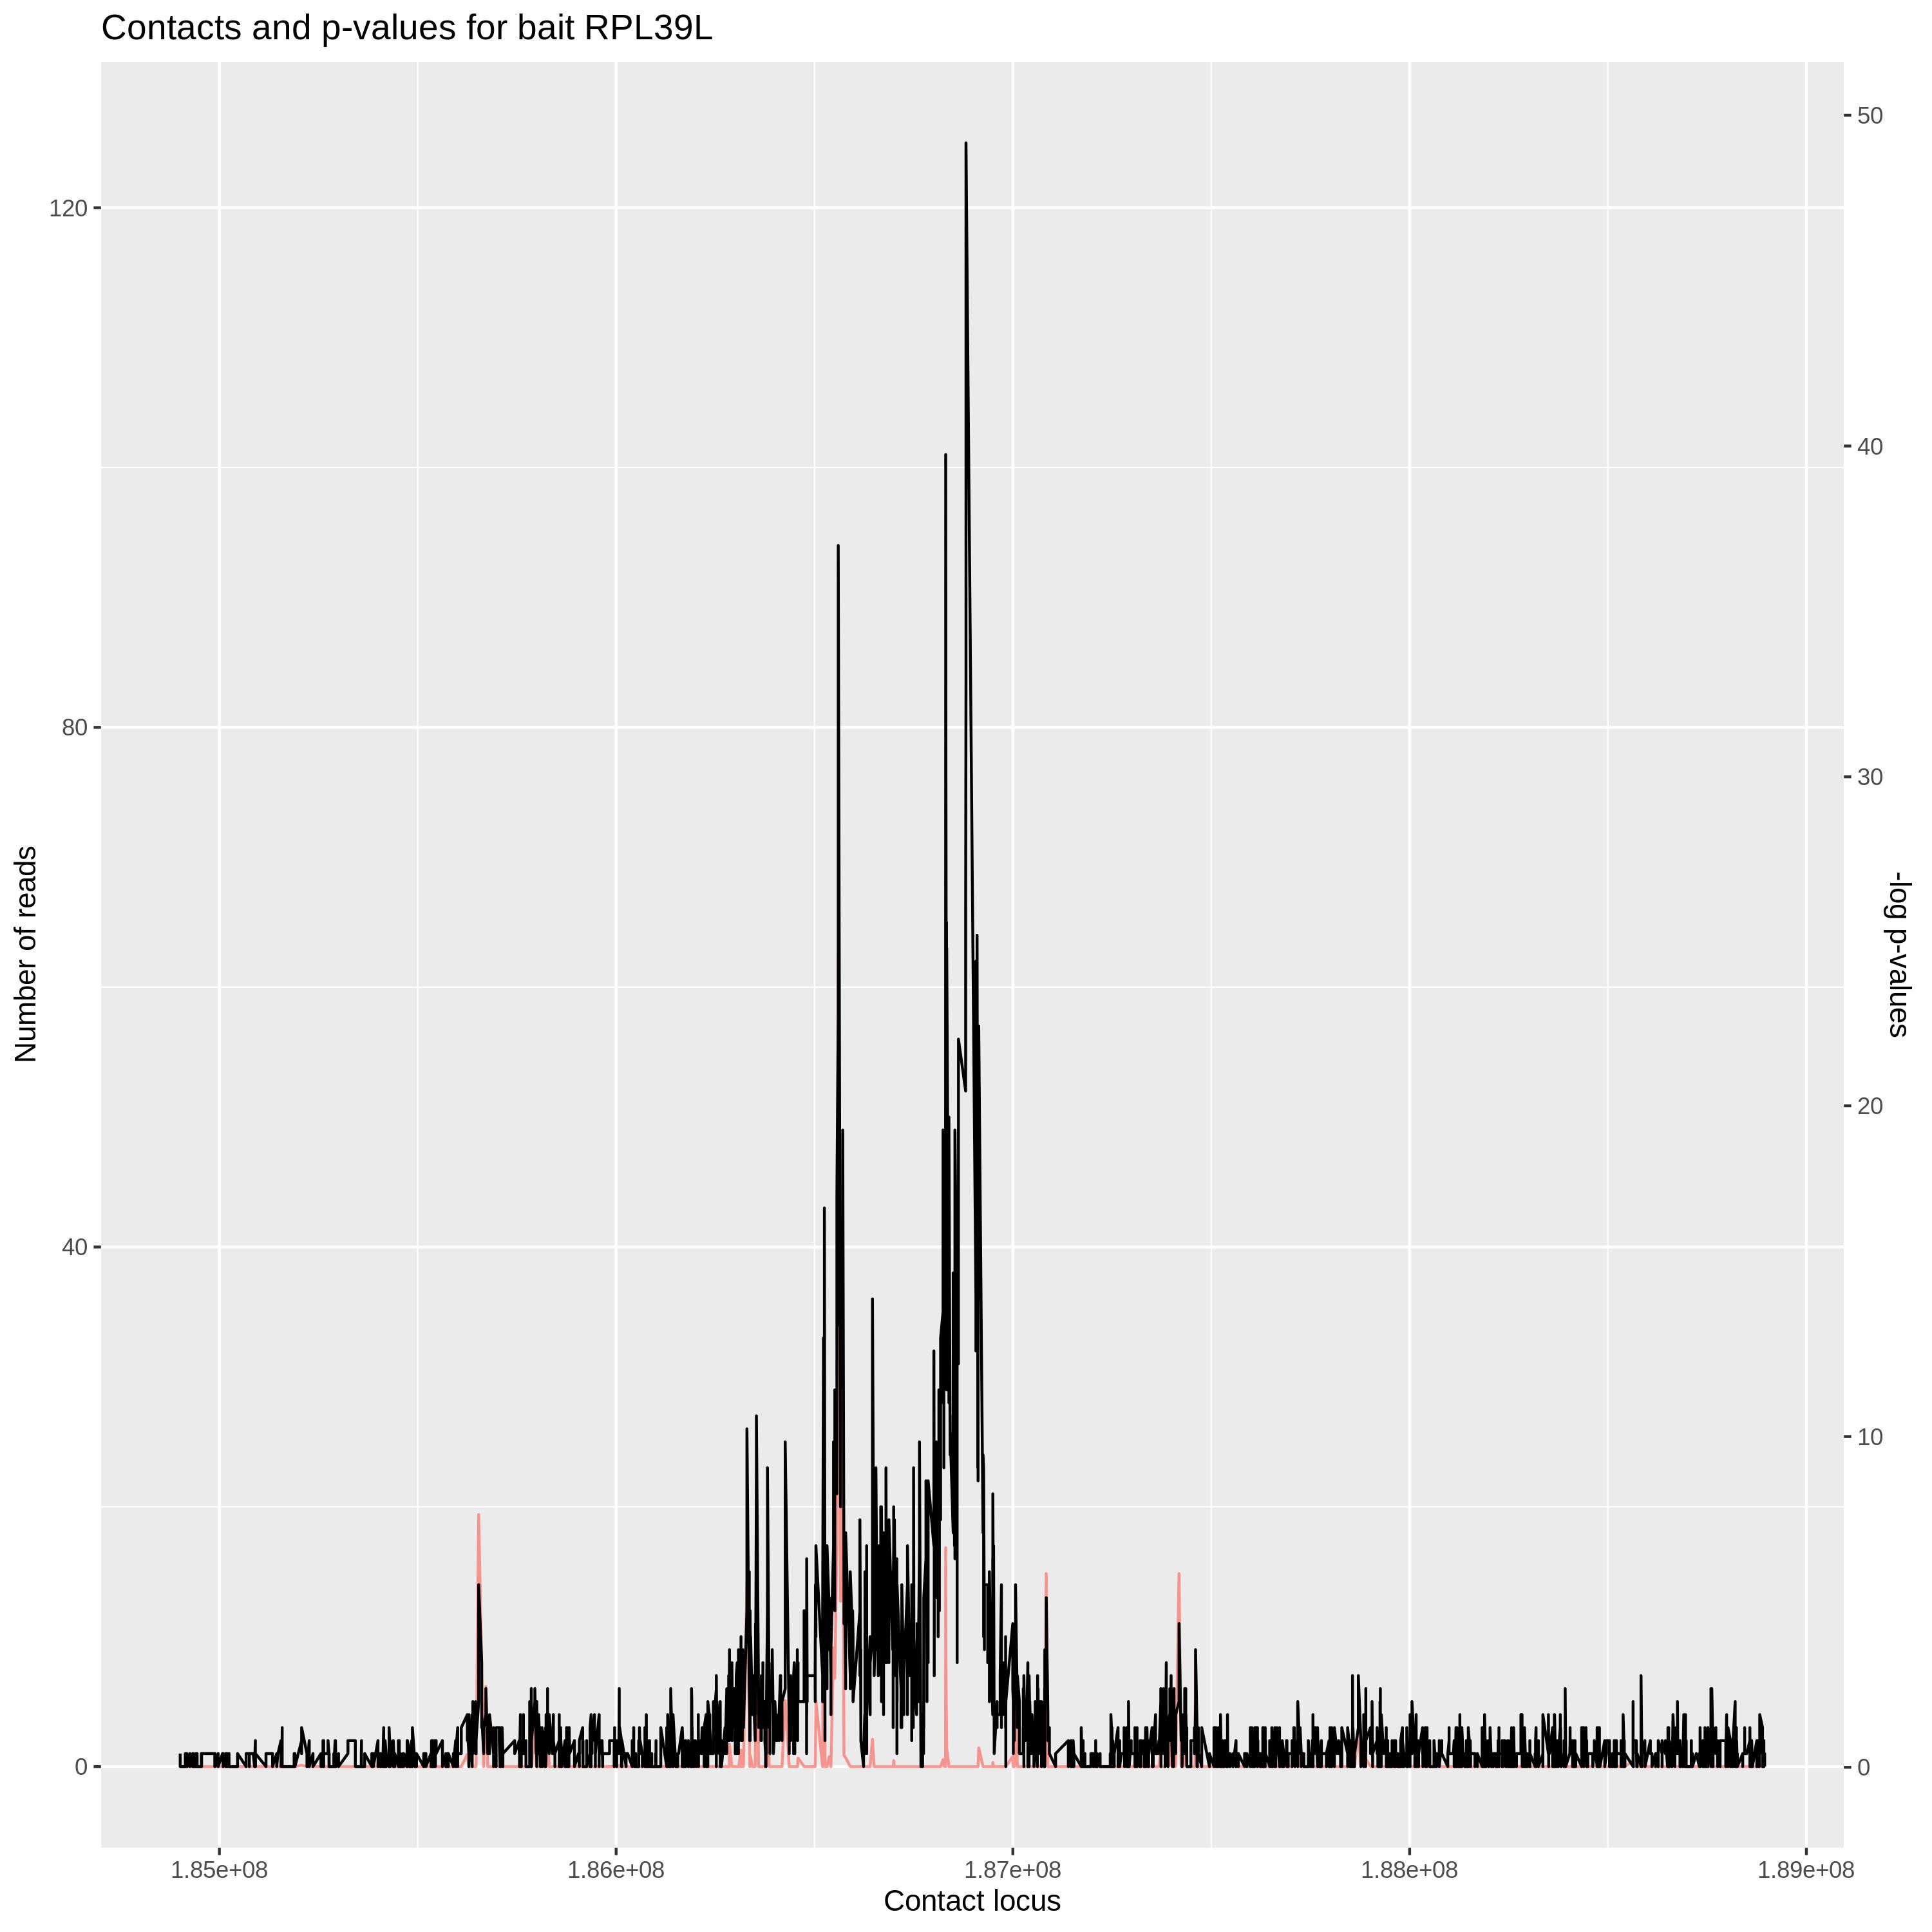 Contacts and p-values for bait RPL39L
Number of reads
120
80
40
0
50
40
30
20
10
0
-log p-values
1.85e+08 1.86e+08 1.87e+08 1.88e+08 1.89e+08
Contact locus